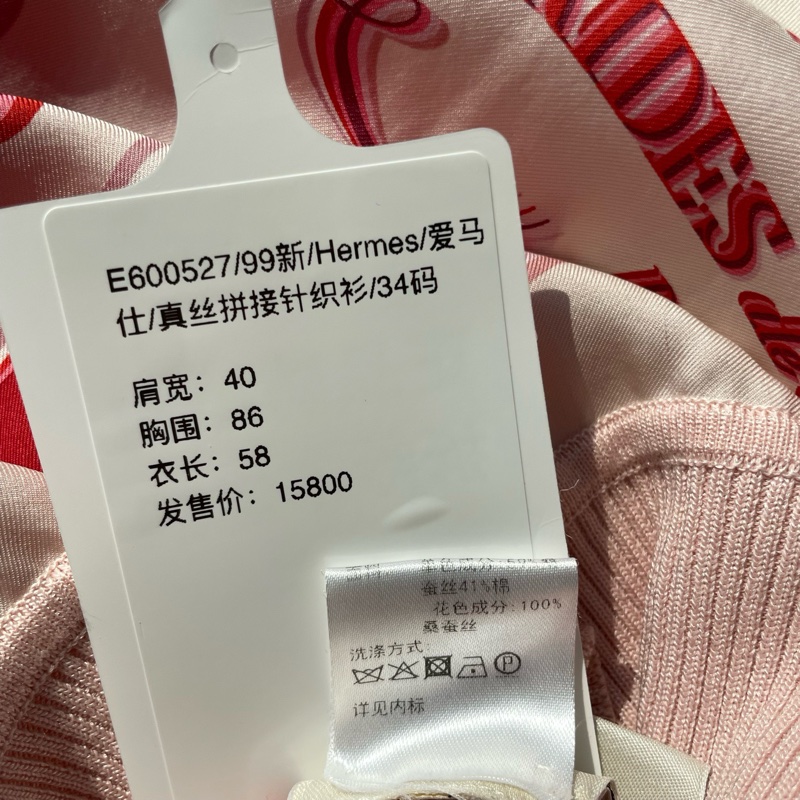 E600527/99新/Hermes/爱马
仕/真丝拼接针织衫/34码
肩宽：40
胸围：86
衣长：58
发售价：15800
蚕丝41%棉
花色成分:100%
桑蚕丝
洗涤方式:
P
详见内标